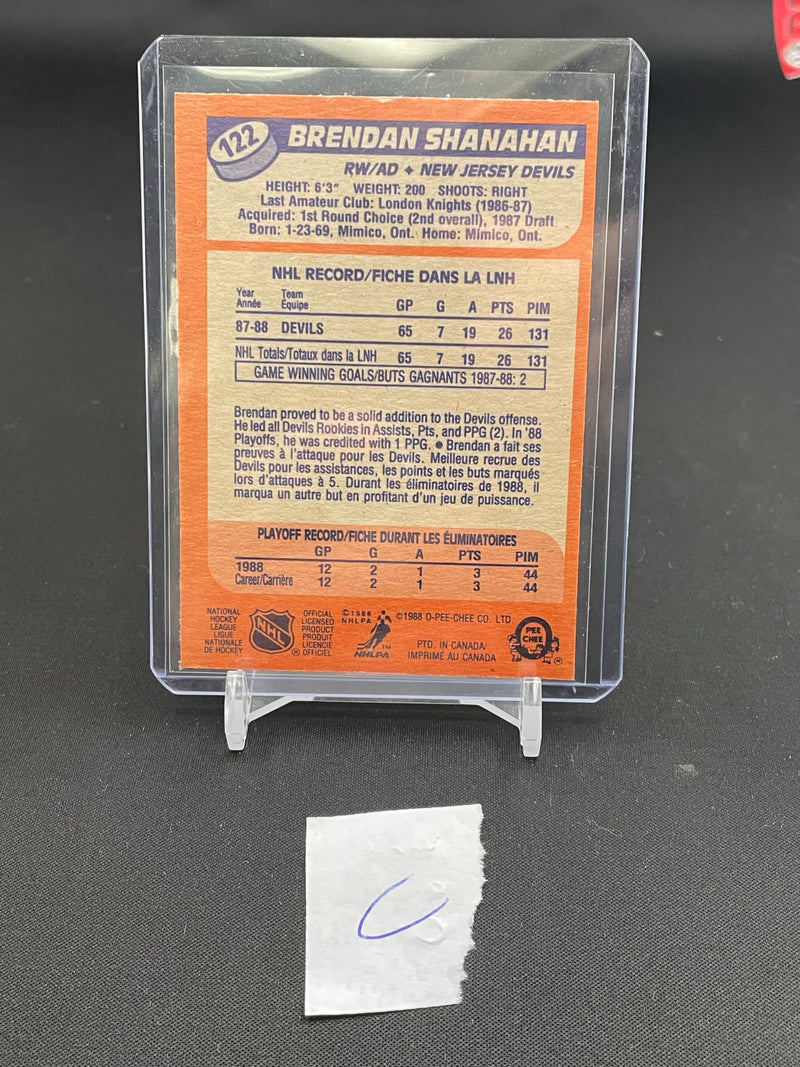 122
BRENDAN SHANAHAN
RW/AD ♦ NEW JERSEY DEVILS
HEIGHT: 6'3" WEIGHT: 200 SHOOTS: RIGHT
Last Amateur Club: London Knights (1986-87)
Acquired: 1st Round Choice (2nd overall), 1987 Draft
Born: 1-23-69, Mimico, Ont. Home: Mimico, Ont.
NHL RECORD/FICHE DANS LA LNH
Year Team
Année Équipe GP G A PTS PIM
87-88 DEVILS 65 7 19 26 131
NHL Totals/Totaux dans la LNH 65 7 19 26 131
GAME WINNING GOALS/BUTS GAGNANTS 1987-88: 2
Brendan proved to be a solid addition to the Devils offense.
He led all Devils Rookies in Assists, Pts, and PPG (2). In '88
Playoffs, he was credited with 1 PPG. ● Brendan a fait ses
preuves à l'attaque pour les Devils. Meilleure recrue des
Devils pour les assistances, les points et les buts marqués
lors d'attaques à 5. Durant les éliminatoires de 1988, il
marqua un autre but en profitant d'un jeu de puissance.
PLAYOFF RECORD/FICHE DURANT LES ÉLIMINATOIRES
GP G A PTS PIM
1988 12 2 1 3 44
Career/Carrière 12 2 1 3 44
NATIONAL
HOCKEY
LEAGUE
LIGUE
NATIONALE
DE HOCKEY
NHL
®
OFFICIAL
LICENSED
PRODUCT
PRODUIT
LICENCIÉ
OFFICIEL
©1988
NHLPA
TM
NHLPA
©1988 O-PEE-CHEE CO. LTD.
PTD. IN CANADA/
IMPRIMÉ AU CANADA
O
PEE
CHEE
®
C